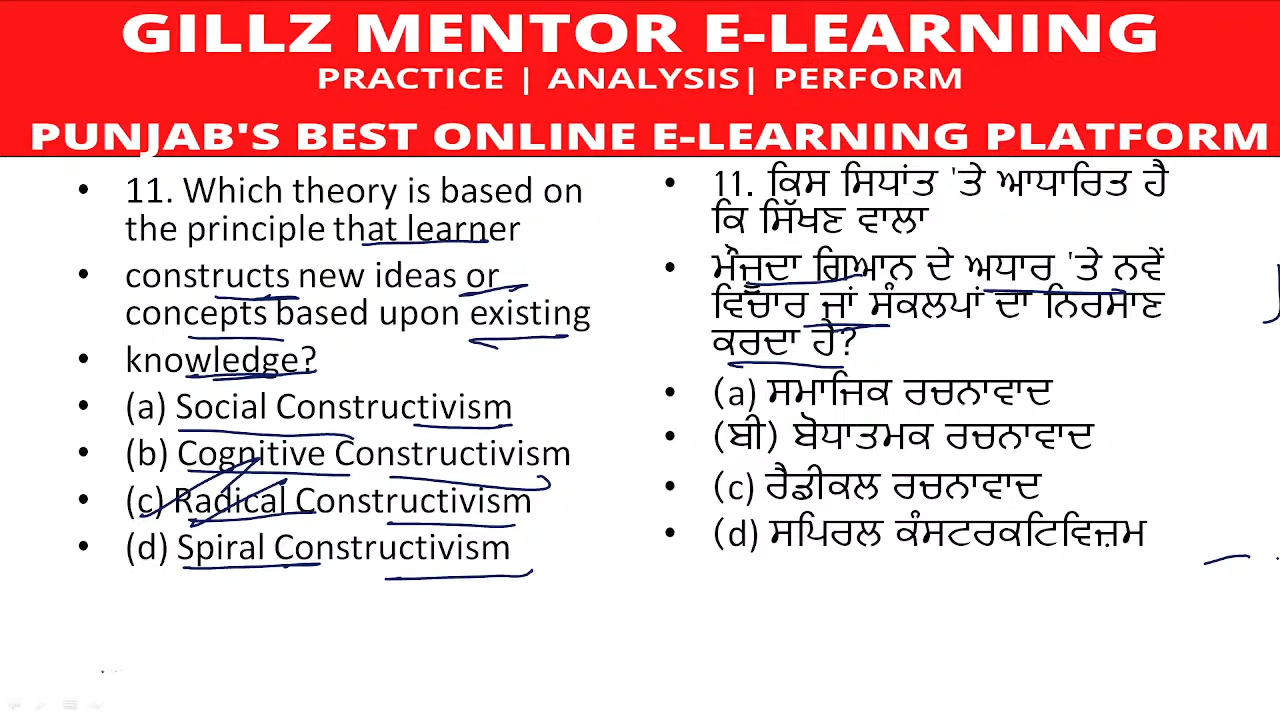 GILLZ MENTOR E-LEARNING
PRACTICE | ANALYSIS| PERFORM
PUNJAB'S BEST ONLINE E-LEARNING PLATFORM
• 11. Which theory is based on
the principle that learner
• constructs new ideas or
concepts based upon existing
• knowledge?
• (a) Social Constructivism
• (b) Cognitive Constructivism
• (c) Radical Constructivism
• (d) Spiral Constructivism
• 11. ਕਿਸ ਸਿਧਾਂਤ 'ਤੇ ਆਧਾਰਿਤ ਹੈ
ਕਿ ਸਿੱਖਣ ਵਾਲਾ
• ਮੌਜੂਦਾ ਗਿਆਨ ਦੇ ਅਧਾਰ 'ਤੇ ਨਵੇਂ
ਵਿਚਾਰ ਜਾਂ ਸੰਕਲਪਾਂ ਦਾ ਨਿਰਮਾਣ
ਕਰਦਾ ਹੈ?
• (a) ਸਮਾਜਿਕ ਰਚਨਾਵਾਦ
• (ਬੀ) ਬੋਧਾਤਮਕ ਰਚਨਾਵਾਦ
• (c) ਰੈਡੀਕਲ ਰਚਨਾਵਾਦ
• (d) ਸਪਿਰਲ ਕੰਸਟਰਕਟਿਵਿਜ਼ਮ